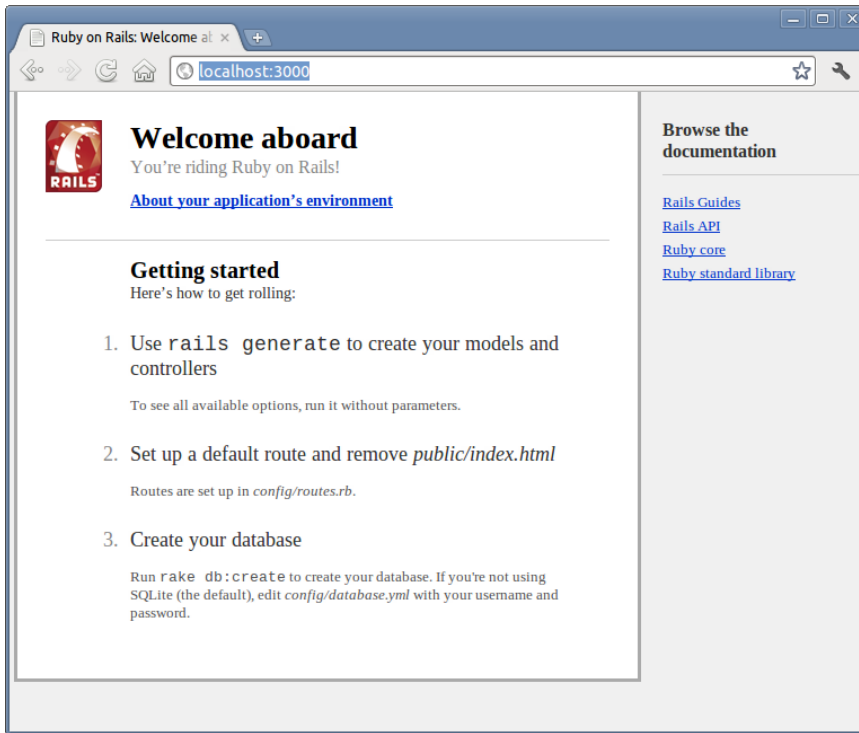 Ruby on Rails: Welcome ab
localhost:3000
RAILS
Welcome aboard
You're riding Ruby on Rails!
About your application's environment
Getting started
Here's how to get rolling:
1. Use rails generate to create your models and
controllers
To see all available options, run it without parameters.
2. Set up a default route and remove public/index.html
Routes are set up in config/routes.rb.
3. Create your database
Run rake db:create to create your database. If you're not using
SQLite (the default), edit config/database.yml with your username and
password.
Browse the
documentation
Rails Guides
Rails API
Ruby core
Ruby standard library